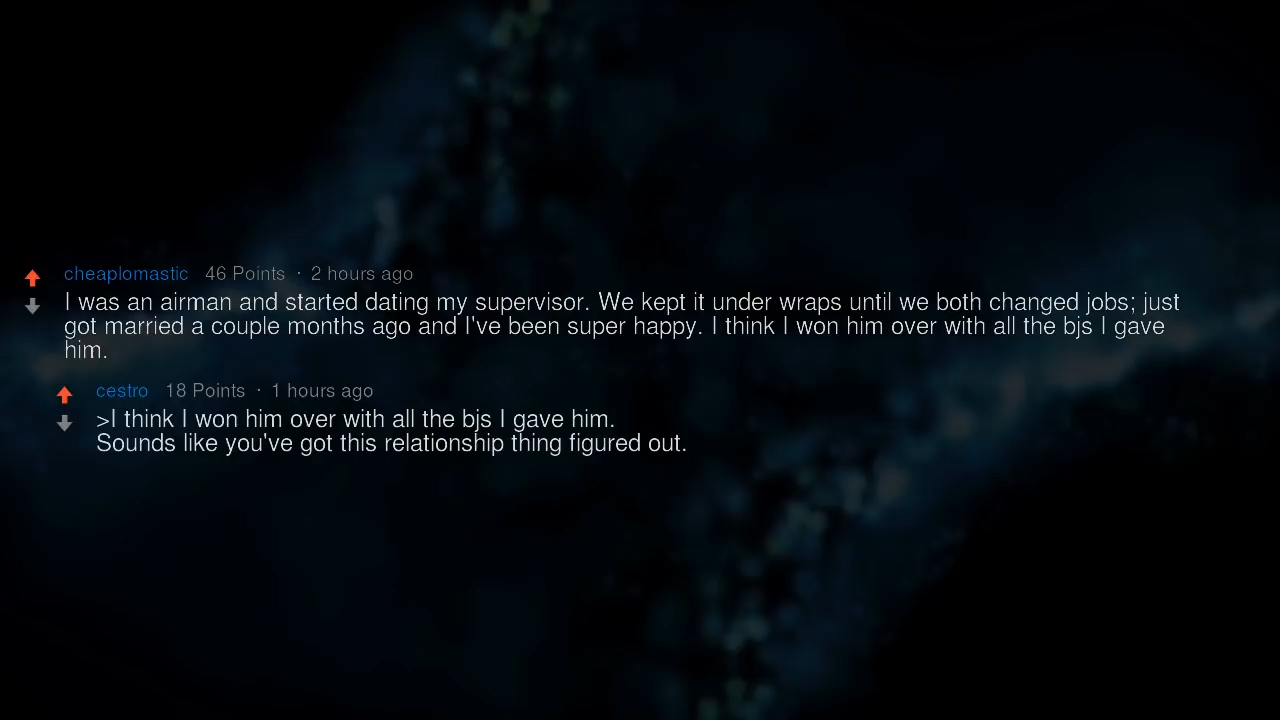 cheaplomastic 46 Points · 2 hours ago
I was an airman and started dating my supervisor. We kept it under wraps until we both changed jobs; just
got married a couple months ago and I've been super happy. I think I won him over with all the bjs I gave
him.
cestro 18 Points · 1 hours ago
>I think I won him over with all the bjs I gave him.
Sounds like you've got this relationship thing figured out.